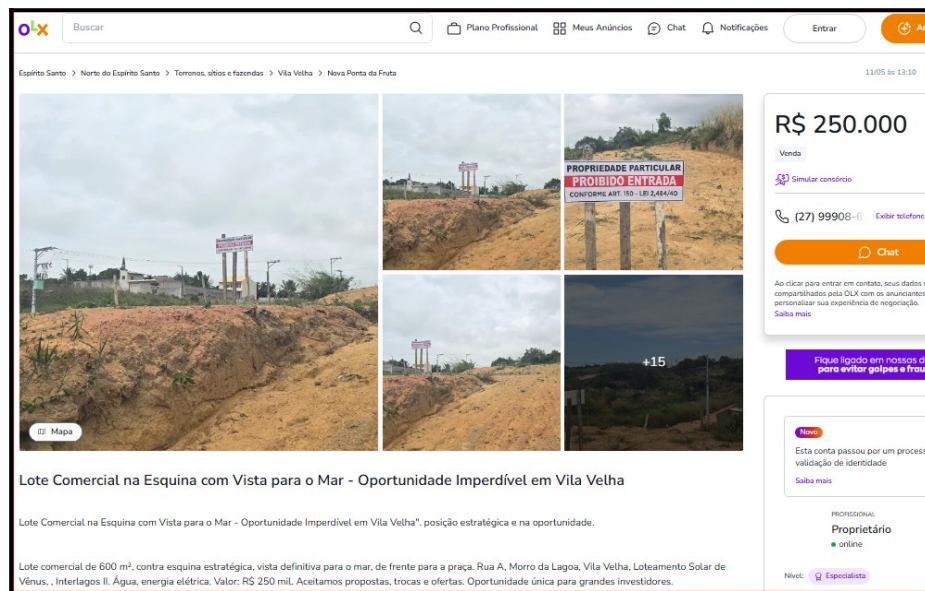 OLX
Buscar
Plano Profissional
Meus Anúncios
Chat
Notificações
Entrar
Espírito Santo > Norte do Espírito Santo > Terrenos, sítios e fazendas > Vila Velha > Nova Ponta da Fruta
11/05 às 13:10
PROPRIEDADE PARTICULAR
PROIBIDO ENTRADA
CONFORME ART. 150 - LEI 2,484/40
+15
Mapa
R$ 250.000
Venda
Simular consórcio
(27) 99908-6
Exibir telefone
Chat
Ao clicar para entrar em contato, seus dados
compartilhados pela OLX com os anunciantes
personalizar sua experiência de negociação.
Saiba mais
Fique ligado em nossas d
para evitar golpes e frau
Novo
Esta conta passou por um proces
validação de identidade
Saiba mais
PROFISSIONAL
Proprietário
online
Nível: Especialista
Lote Comercial na Esquina com Vista para o Mar - Oportunidade Imperdível em Vila Velha
Lote Comercial na Esquina com Vista para o Mar - Oportunidade Imperdível em Vila Velha", posição estratégica e na oportunidade.
Lote comercial de 600 m², contra esquina estratégica, vista definitiva para o mar, de frente para a praça. Rua A, Morro da Lagoa, Vila Velha, Loteamento Solar de
Vênus, , Interlagos II. Água, energia elétrica. Valor: R$ 250 mil. Aceitamos propostas, trocas e ofertas. Oportunidade única para grandes investidores.